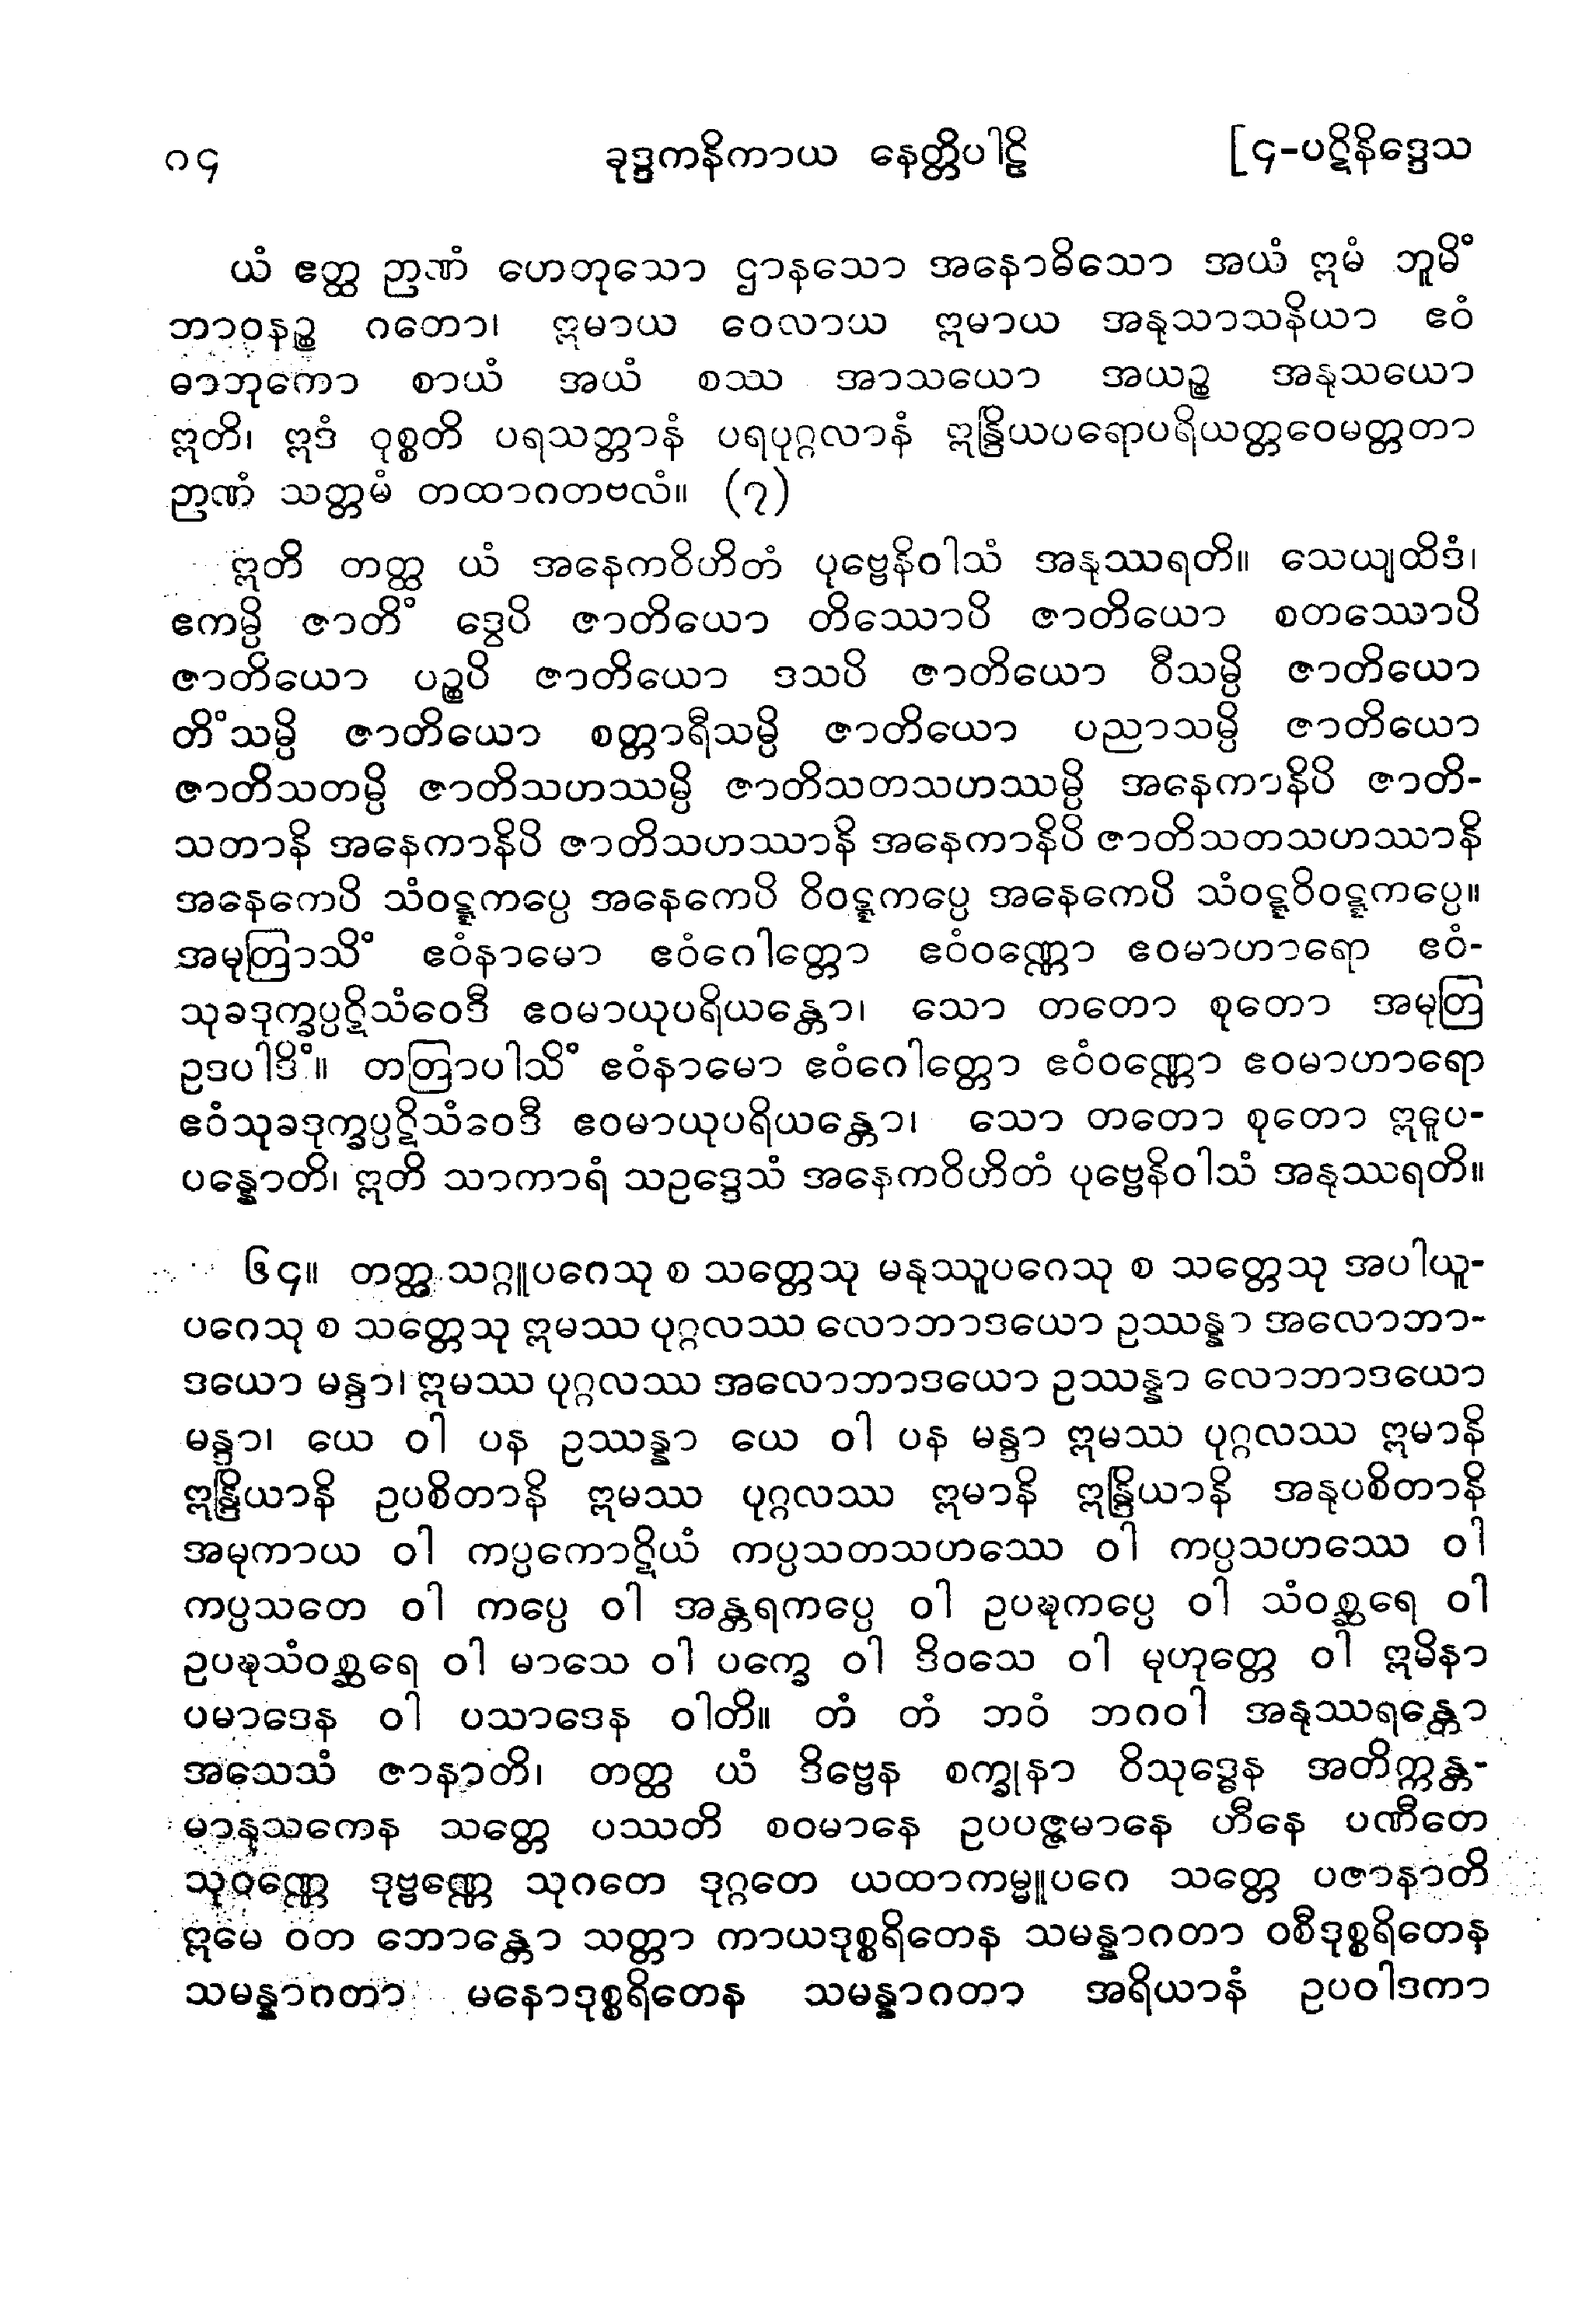 ၈၄ ခုဒ္ဒကနိကာယ နေတ္တိပါဠိ [၄-ပဋိနိဒ္ဒေသ
ယံ ဧတ္ထ ဉာဏံ ဟေတုသော ဌာနသော အနောဓိသော အယံ ဣမံ ဘူမိံ
ဘာဝနဉ္စ ဂတော၊ ဣမာယ ဝေလာယ ဣမာယ အနုသာသနိယာ ဧဝံ
ဓာတုကော စာယံ အယံ စဿ အာသယော အယဉ္စ အနုသယော
ဣတိ၊ ဣဒံ ဝုစ္စတိ ပရသတ္တာနံ ပရပုဂ္ဂလာနံ ဣန္ဒြိယပရောပရိယတ္တဝေမတ္တတာ
ဉာဏံ သတ္တမံ တထာဂတဗလံ။ (၇)
ဣတိ တတ္ထ ယံ အနေကဝိဟိတံ ပုဗ္ဗေနိဝါသံ အနုဿရတိ။ သေယျထိဒံ၊
ဧကမ္ပိ ဇာတိံ ဒွေပိ ဇာတိယော တိဿောပိ ဇာတိယော စတဿောပိ
ဇာတိယော ပဉ္စပိ ဇာတိယော ဒသပိ ဇာတိယော ဝီသမ္ပိ ဇာတိယော
တိံသမ္ပိ ဇာတိယော စတ္တာရီသမ္ပိ ဇာတိယော ပညာသမ္ပိ ဇာတိယော
ဇာတိသတမ္ပိ ဇာတိသဟဿမ္ပိ ဇာတိသတသဟဿမ္ပိ အနေကာနိပိ ဇာတိ-
သတာနိ အနေကာနိပိ ဇာတိသဟဿာနိ အနေကာနိပိ ဇာတိသတသဟဿာနိ
အနေကေပိ သံဝဋ္ဋကပ္ပေ အနေကေပိ ဝိဝဋ္ဋကပ္ပေ အနေကေပိ သံဝဋ္ဋဝိဝဋ္ဋကပ္ပေ။
အမုတြာသိံ ဧဝံနာမော ဧဝံဂေါတ္တော ဧဝံဝဏ္ဏော ဧဝမာဟာရော ဧဝံ-
သုခဒုက္ခပ္ပဋိသံဝေဒီ ဧဝမာယုပရိယန္တော၊ သော တတော စုတော အမုတြ
ဥဒပါဒိံ။ တတြာပါသိံ ဧဝံနာမော ဧဝံဂေါတ္တော ဧဝံဝဏ္ဏော ဧဝမာဟာရော
ဧဝံသုခဒုက္ခပ္ပဋိသံဝေဒီ ဧဝမာယုပရိယန္တော၊ သော တတော စုတော ဣဓူပ-
ပန္နောတိ၊ ဣတိ သာကာရံ သဥဒ္ဒေသံ အနေကဝိဟိတံ ပုဗ္ဗေနိဝါသံ အနုဿရတိ။
၆၄။ တတ္ထ သဂ္ဂူပဂေသု စ သတ္တေသု မနုဿူပဂေသု စ သတ္တေသု အပါယူ-
ပဂေသု စ သတ္တေသု ဣမဿ ပုဂ္ဂလဿ လောဘာဒယော ဥဿန္နာ အလောဘာ-
ဒယော မန္ဒာ၊ ဣမဿ ပုဂ္ဂလဿ အလောဘာဒယော ဥဿန္နာ လောဘာဒယော
မန္ဒာ၊ ယေ ဝါ ပန ဥဿန္နာ ယေ ဝါ ပန မန္ဒာ ဣမဿ ပုဂ္ဂလဿ ဣမာနိ
ဣန္ဒြိယာနိ ဥပစိတာနိ ဣမဿ ပုဂ္ဂလဿ ဣမာနိ ဣန္ဒြိယာနိ အနုပစိတာနိ
အမုကာယ ဝါ ကပ္ပကောဋိယံ ကပ္ပသတသဟဿေ ဝါ ကပ္ပသဟဿေ ဝါ
ကပ္ပသတေ ဝါ ကပ္ပေ ဝါ အန္တရကပ္ပေ ဝါ ဥပဍ္ဎကပ္ပေ ဝါ သံဝစ္ဆရေ ဝါ
ဥပဍ္ဎသံဝစ္ဆရေ ဝါ မာသေ ဝါ ပက္ခေ ဝါ ဒိဝသေ ဝါ မုဟုတ္တေ ဝါ ဣမိနာ
ပမာဒေန ဝါ ပသာဒေန ဝါတိ။ တံ တံ ဘဝံ ဘဂဝါ အနုဿရန္တော
အသေသံ ဇာနာတိ၊ တတ္ထ ယံ ဒိဗ္ဗေန စက္ခုနာ ဝိသုဒ္ဓေန အတိက္ကန္တ-
မာနုသကေန သတ္တေ ပဿတိ စဝမာနေ ဥပပဇ္ဇမာနေ ဟီနေ ပဏီတေ
သုဝဏ္ဏေ ဒုဗ္ဗဏ္ဏေ သုဂတေ ဒုဂ္ဂတေ ယထာကမ္မူပဂေ သတ္တေ ပဇာနာတိ
ဣမေ ဝတ ဘောန္တော သတ္တာ ကာယဒုစ္စရိတေန သမန္နာဂတာ ဝစီဒုစ္စရိတေန
သမန္နာဂတာ မနောဒုစ္စရိတေန သမန္နာဂတာ အရိယာနံ ဥပဝါဒကာ